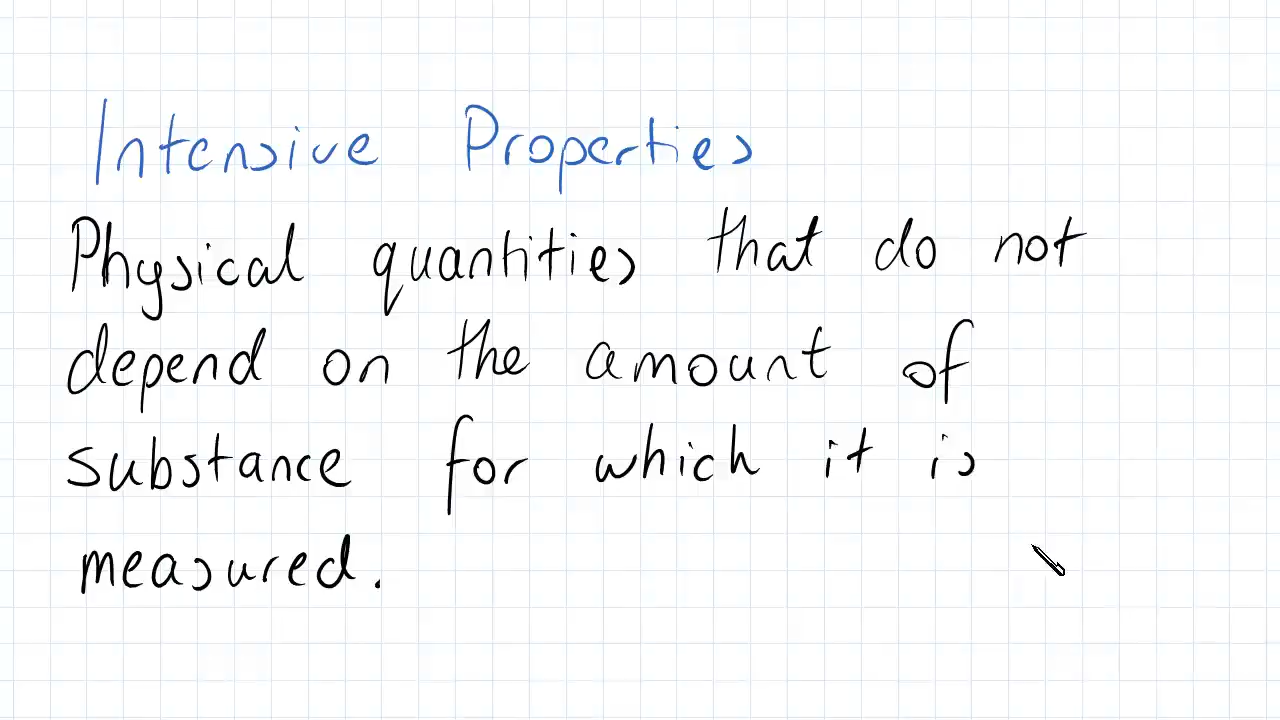 Intensive Properties
Physical quantities that do not
depend on the amount of
substance for which it is
measured.